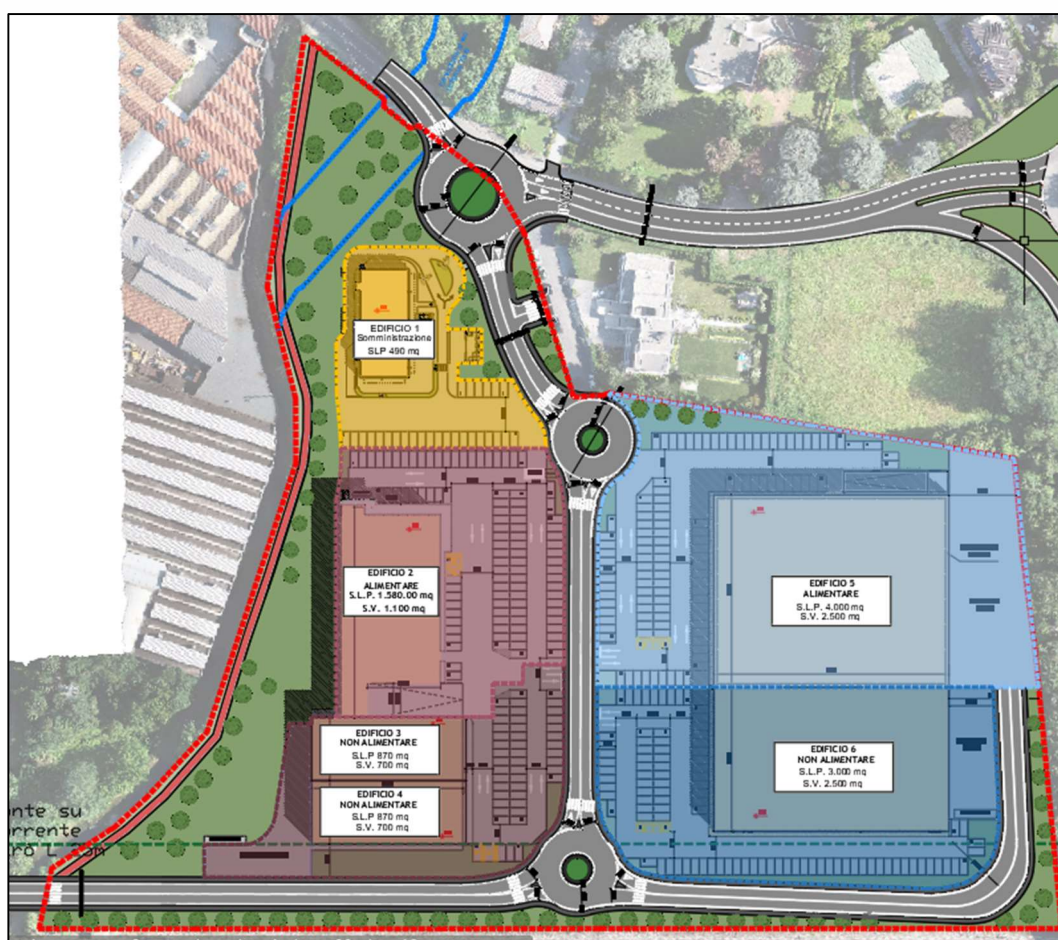 EDIFICIO 1
Somministrazione
SLP 490 mq
EDIFICIO 2
ALIMENTARE
S.L.P. 1.580.00 mq
S.V. 1.100 mq
EDIFICIO 5
ALIMENTARE
S.L.P. 4.000 mq
S.V. 2.500 mq
EDIFICIO 3
NON ALIMENTARE
S.L.P 870 mq
S.V. 700 mq
EDIFICIO 6
NON ALIMENTARE
S.L.P. 3.000 mq
S.V. 2.500 mq
EDIFICIO 4
NON ALIMENTARE
S.L.P 870 mq
S.V. 700 mq
onte su
orrente